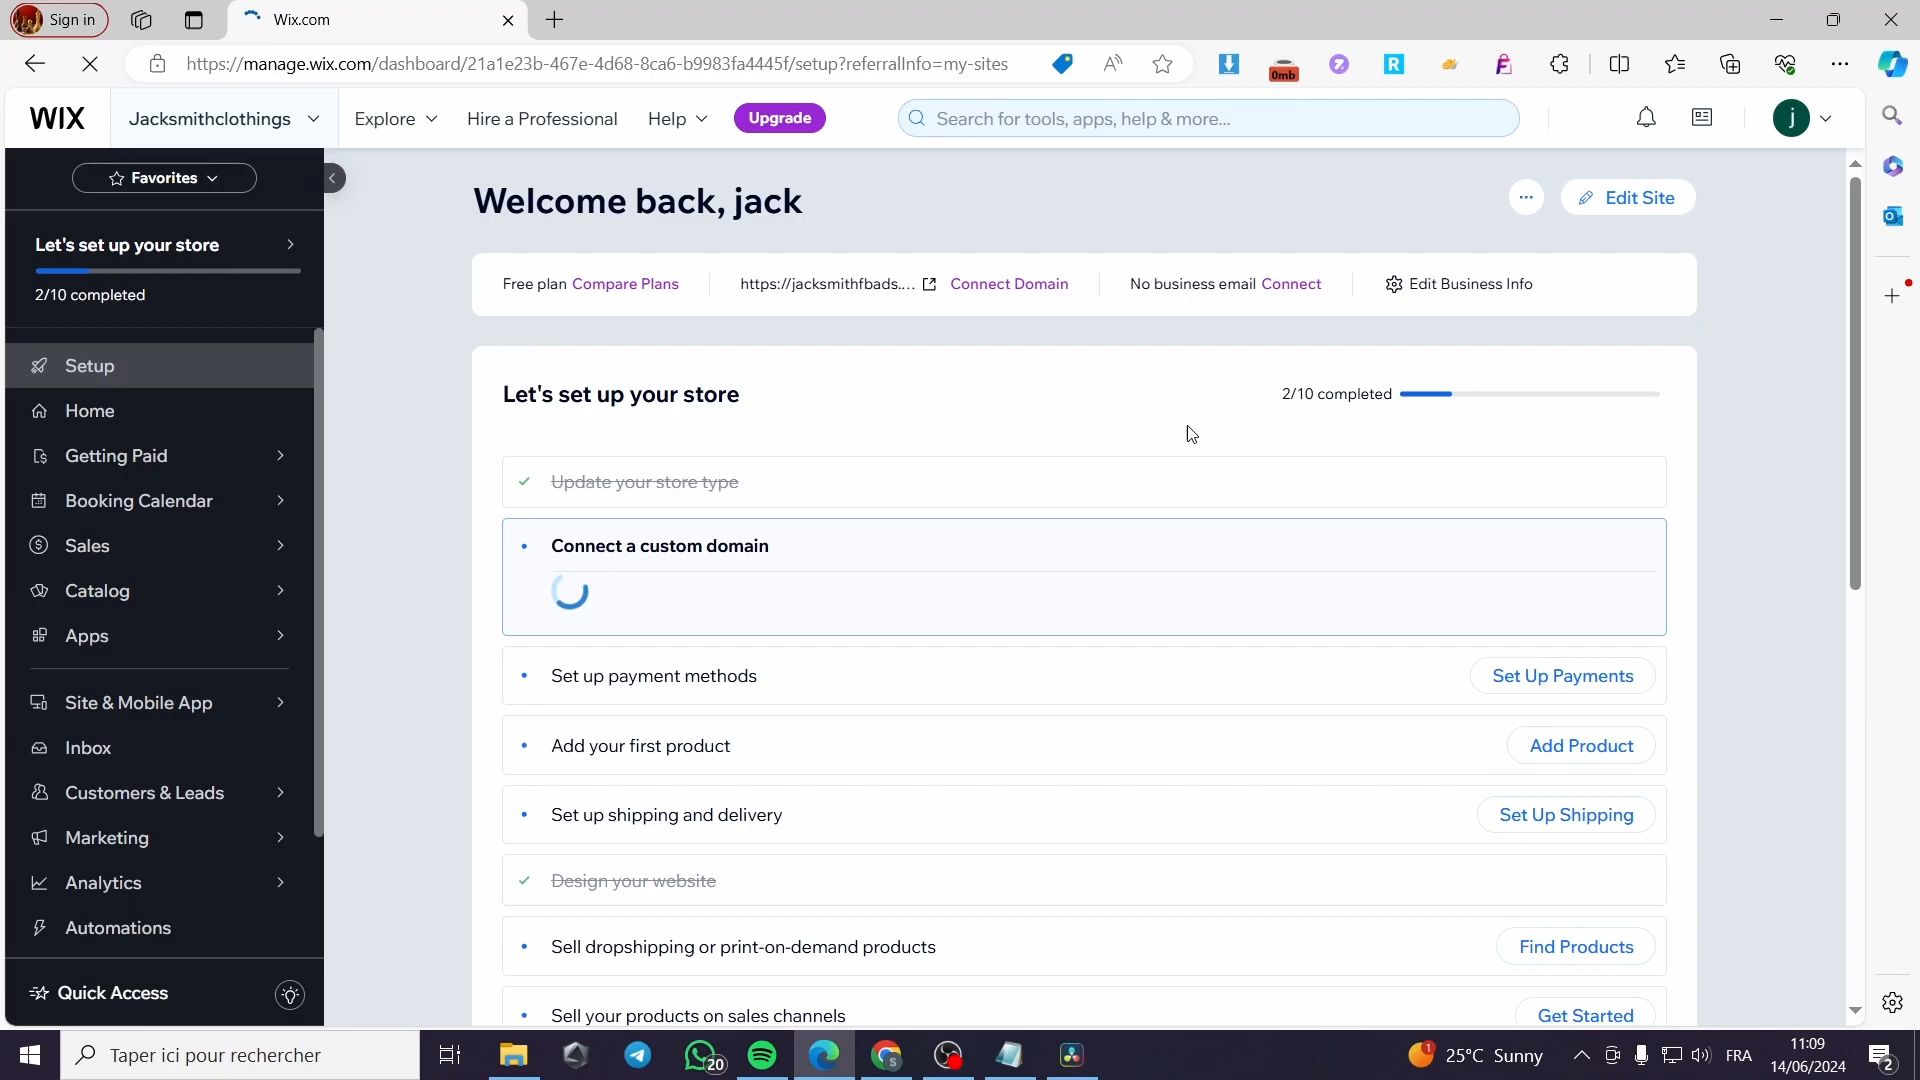 Sign in
Wix.com
https://manage.wix.com/dashboard/21a1e23b-467e-4d68-8ca6-b9983fa4445f/setup?referralInfo=my-sites
0mb
WIX
Jacksmithclothings
Explore
Hire a Professional
Help
Upgrade
Search for tools, apps, help & more...
j
Favorites
Let's set up your store
2/10 completed
Setup
Home
Getting Paid
Booking Calendar
Sales
Catalog
Apps
Site & Mobile App
Inbox
Customers & Leads
Marketing
Analytics
Automations
Quick Access
Welcome back, jack
Edit Site
Free plan Compare Plans
https://jacksmithfbads.... Connect Domain
No business email Connect
Edit Business Info
Let's set up your store
2/10 completed
Update your store type
Connect a custom domain
Set up payment methods
Set Up Payments
Add your first product
Add Product
Set up shipping and delivery
Set Up Shipping
Design your website
Sell dropshipping or print-on-demand products
Find Products
Sell your products on sales channels
Get Started
Taper ici pour rechercher
20
1
25°C Sunny
FRA
11:09
14/06/2024
2